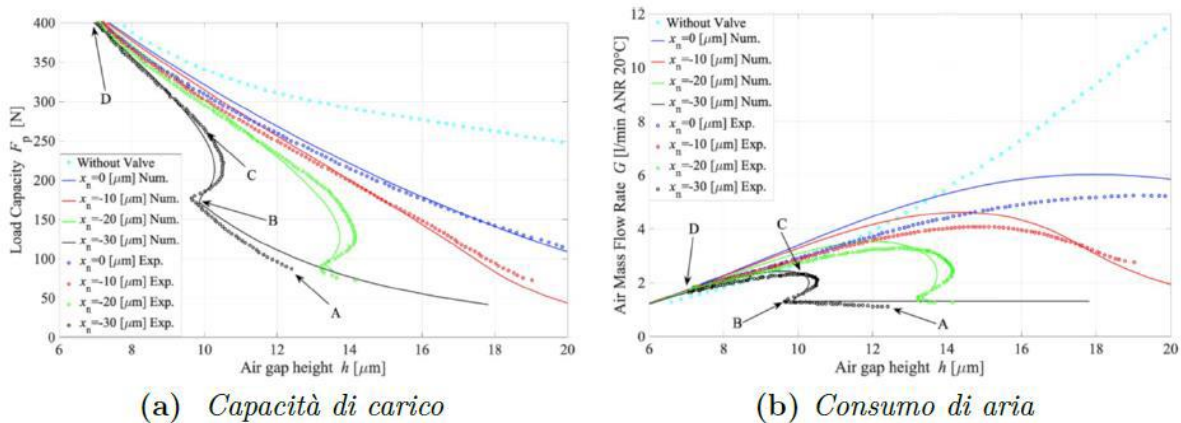 Load Capacity F_p [N]
400
350
300
250
200
150
100
50
0
D
C
B
A
Without Valve
x_n=0 [μm] Num.
x_n=-10 [μm] Num.
x_n=-20 [μm] Num.
x_n=-30 [μm] Num.
x_n=0 [μm] Exp.
x_n=-10 [μm] Exp.
x_n=-20 [μm] Exp.
x_n=-30 [μm] Exp.
6 8 10 12 14 16 18 20
Air gap height h [μm]
(a) Capacità di carico
Air Mass Flow Rate G [l/min ANR 20°C]
12
10
8
6
4
2
0
Without Valve
x_n=0 [μm] Num.
x_n=-10 [μm] Num.
x_n=-20 [μm] Num.
x_n=-30 [μm] Num.
x_n=0 [μm] Exp.
x_n=-10 [μm] Exp.
x_n=-20 [μm] Exp.
x_n=-30 [μm] Exp.
D
C
B
A
6 8 10 12 14 16 18 20
Air gap height h [μm]
(b) Consumo di aria